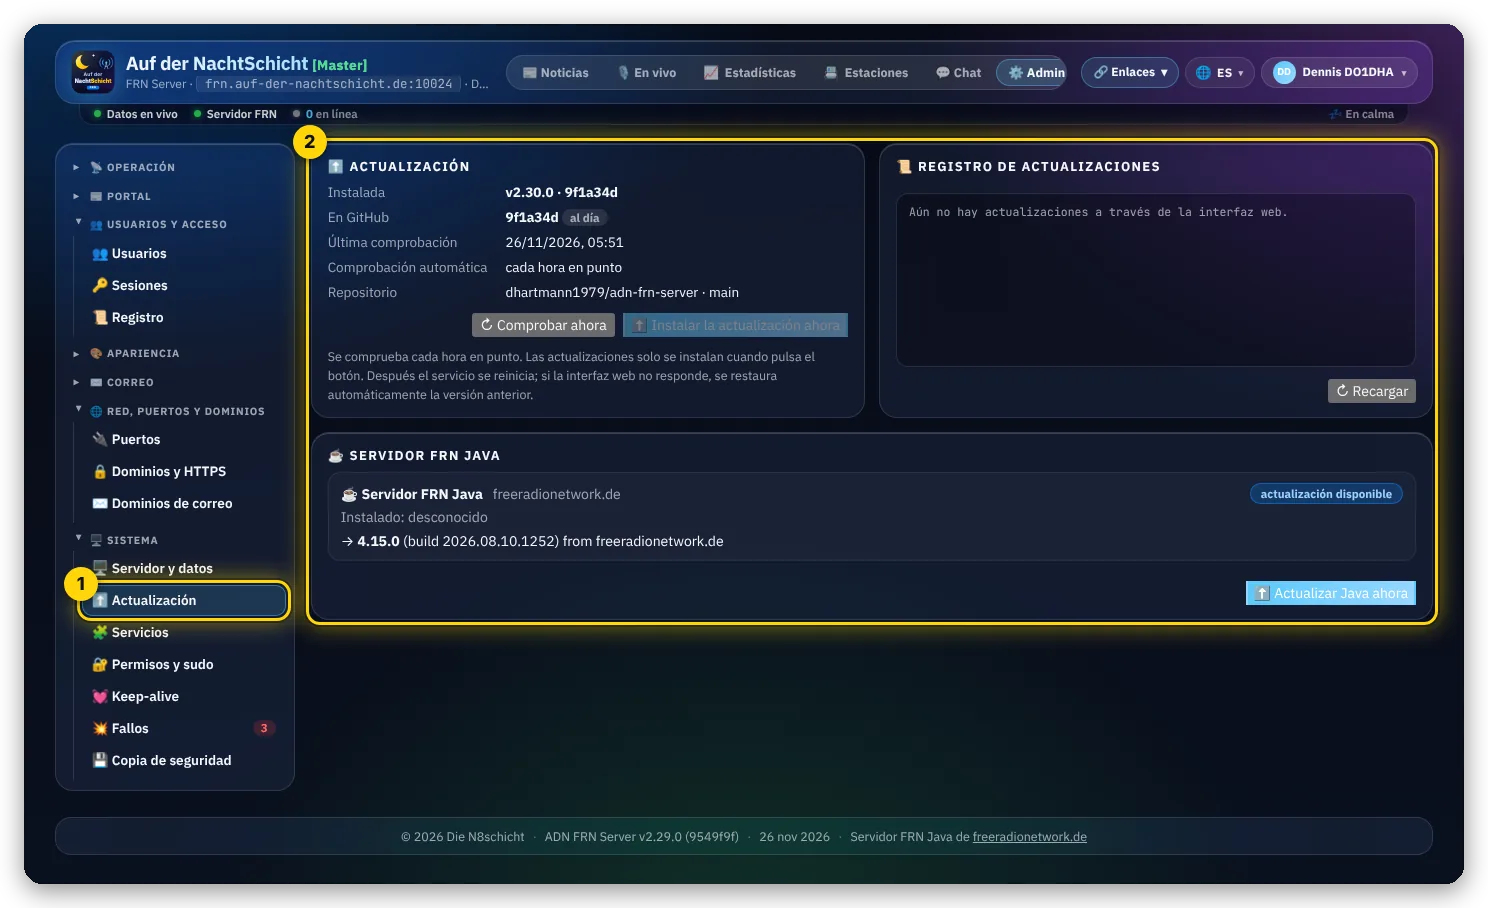 Auf der NachtSchicht [Master]
FRN Server · frn.auf-der-nachtschicht.de:10024 · D...
Noticias
En vivo
Estadísticas
Estaciones
Chat
Admin
Enlaces ▾
ES ▾
DD Dennis DO1DHA ▾
Datos en vivo
Servidor FRN
0 en línea
En calma
OPERACIÓN
PORTAL
USUARIOS Y ACCESO
Usuarios
Sesiones
Registro
APARIENCIA
CORREO
RED, PUERTOS Y DOMINIOS
Puertos
Dominios y HTTPS
Dominios de correo
SISTEMA
Servidor y datos
1
Actualización
Servicios
Permisos y sudo
Keep-alive
Fallos 3
Copia de seguridad
2
ACTUALIZACIÓN
Instalada v2.30.0 · 9f1a34d
En GitHub 9f1a34d al día
Última comprobación 26/11/2026, 05:51
Comprobación automática cada hora en punto
Repositorio dhartmann1979/adn-frn-server · main
Comprobar ahora
Instalar la actualización ahora
Se comprueba cada hora en punto. Las actualizaciones solo se instalan cuando pulsa el
botón. Después el servicio se reinicia; si la interfaz web no responde, se restaura
automáticamente la versión anterior.
REGISTRO DE ACTUALIZACIONES
Aún no hay actualizaciones a través de la interfaz web.
Recargar
SERVIDOR FRN JAVA
Servidor FRN Java freeradionetwork.de
actualización disponible
Instalado: desconocido
→ 4.15.0 (build 2026.08.10.1252) from freeradionetwork.de
Actualizar Java ahora
© 2026 Die N8schicht · ADN FRN Server v2.29.0 (9549f9f) · 26 nov 2026 · Servidor FRN Java de freeradionetwork.de